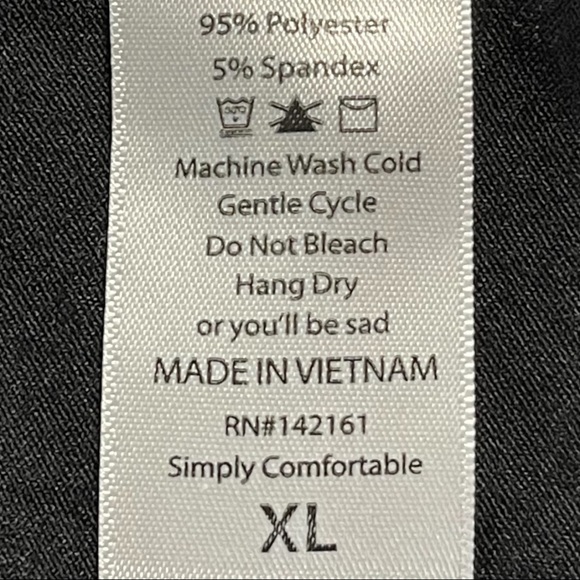 95% Polyester
5% Spandex
Machine Wash Cold
Gentle Cycle
Do Not Bleach
Hang Dry
or you'll be sad
MADE IN VIETNAM
RN#142161
Simply Comfortable
XL